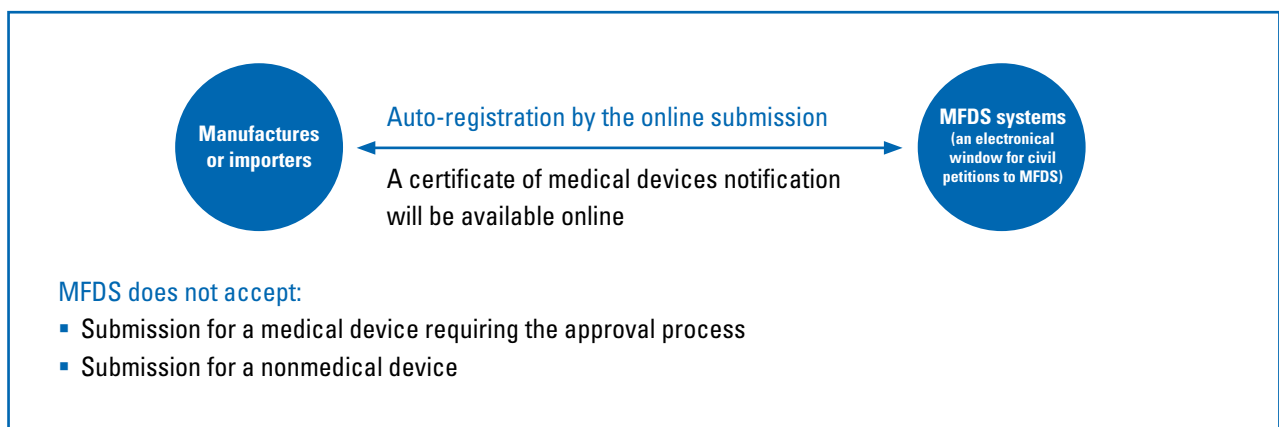 Manufactures
or importers
Auto-registration by the online submission
A certificate of medical devices notification
will be available online
MFDS systems
(an electronical
window for civil
petitions to MFDS)
MFDS does not accept:
▪ Submission for a medical device requiring the approval process
▪ Submission for a nonmedical device